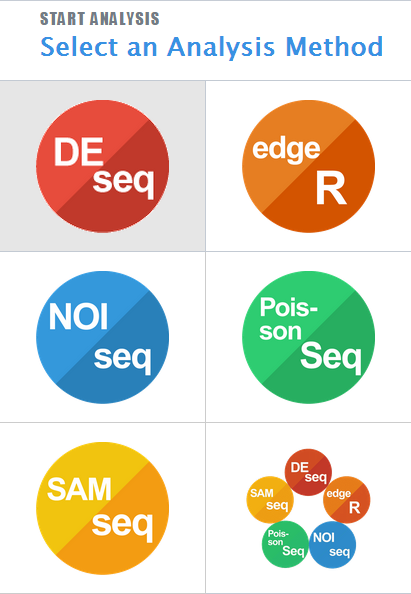 START ANALYSIS
Select an Analysis Method
DE
seq
edge
R
NOI
seq
Pois-
son
Seq
SAM
seq
DE
seq
SAM
seq
edge
R
Pois-
son
Seq
NOI
seq